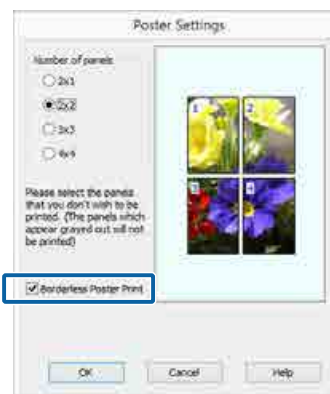 Poster Settings
Number of panels
2x1
2x2
3x3
4x4
Please select the panels
that you don't wish to be
printed. (The panels which
appear grayed out will not
be printed)
Borderless Poster Print
1
2
3
4
OK
Cancel
Help